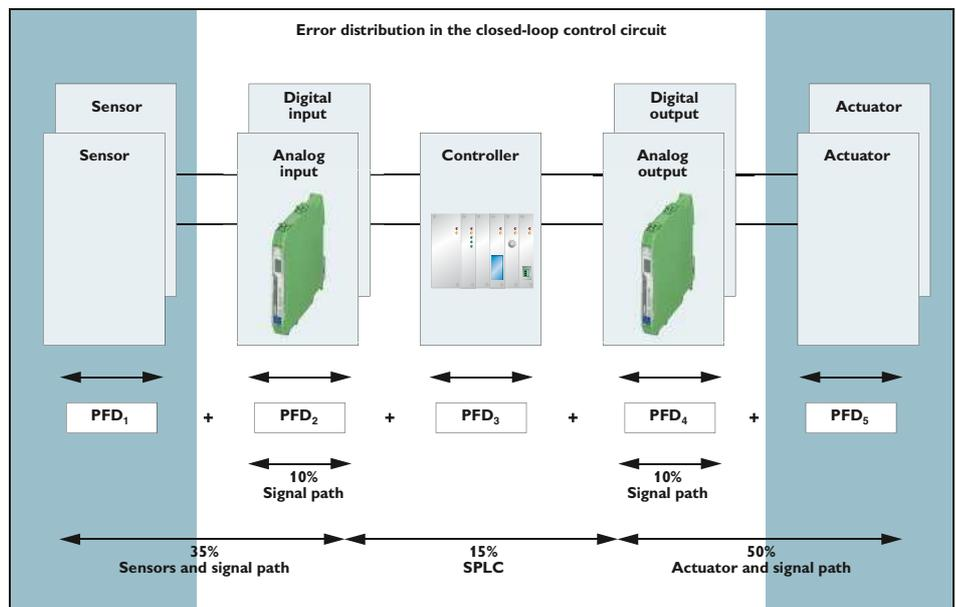 Error distribution in the closed-loop control circuit
Sensor
Digital
input
Digital
output
Actuator
Sensor
Analog
input
Controller
Analog
output
Actuator
PFD₁ + PFD₂ + PFD₃ + PFD₄ + PFD₅
10%
Signal path
10%
Signal path
35%
Sensors and signal path
15%
SPLC
50%
Actuator and signal path